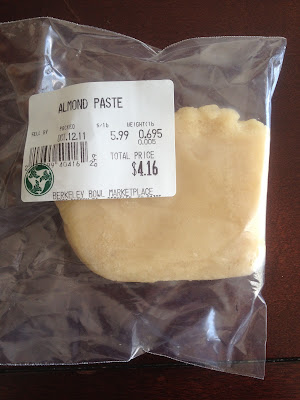 ALMOND PASTE
SELL BY PACKED $/lb WEIGHT/lb
OCT.12.11 5.99 0.695
0.005
TOTAL PRICE
$4.16
BERKELEY BOWL MARKETPLACE